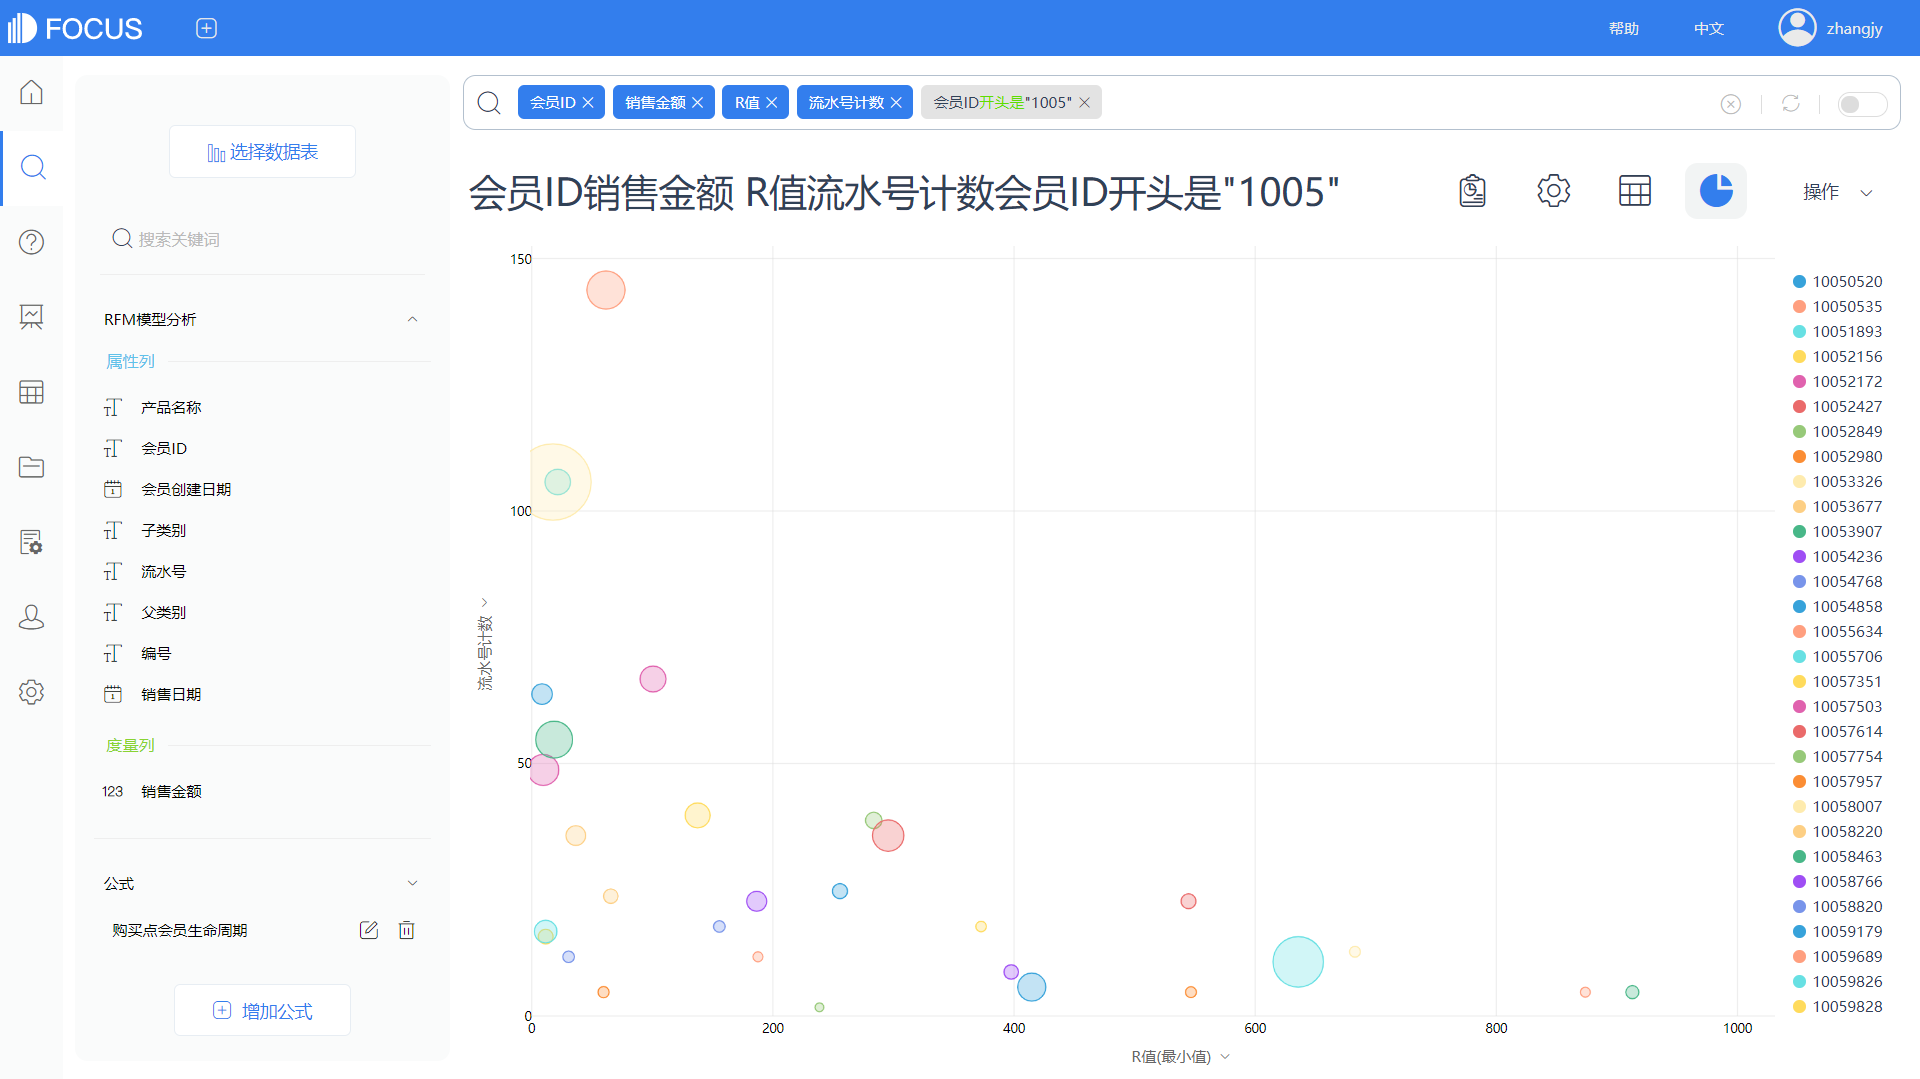 FOCUS
帮助
中文
zhangjy
选择数据表
搜索关键词
RFM模型分析
属性列
产品名称
会员ID
会员创建日期
子类别
流水号
父类别
编号
销售日期
度量列
123 销售金额
公式
购买点会员生命周期
增加公式
会员ID 销售金额 R值 流水号计数 会员ID开头是"1005"
会员ID销售金额 R值流水号计数会员ID开头是"1005"
操作
流水号计数
150
100
50
0
0 200 400 600 800 1000
R值(最小值)
10050520
10050535
10051893
10052156
10052172
10052427
10052849
10052980
10053326
10053677
10053907
10054236
10054768
10054858
10055634
10055706
10057351
10057503
10057614
10057754
10057957
10058007
10058220
10058463
10058766
10058820
10059179
10059689
10059826
10059828